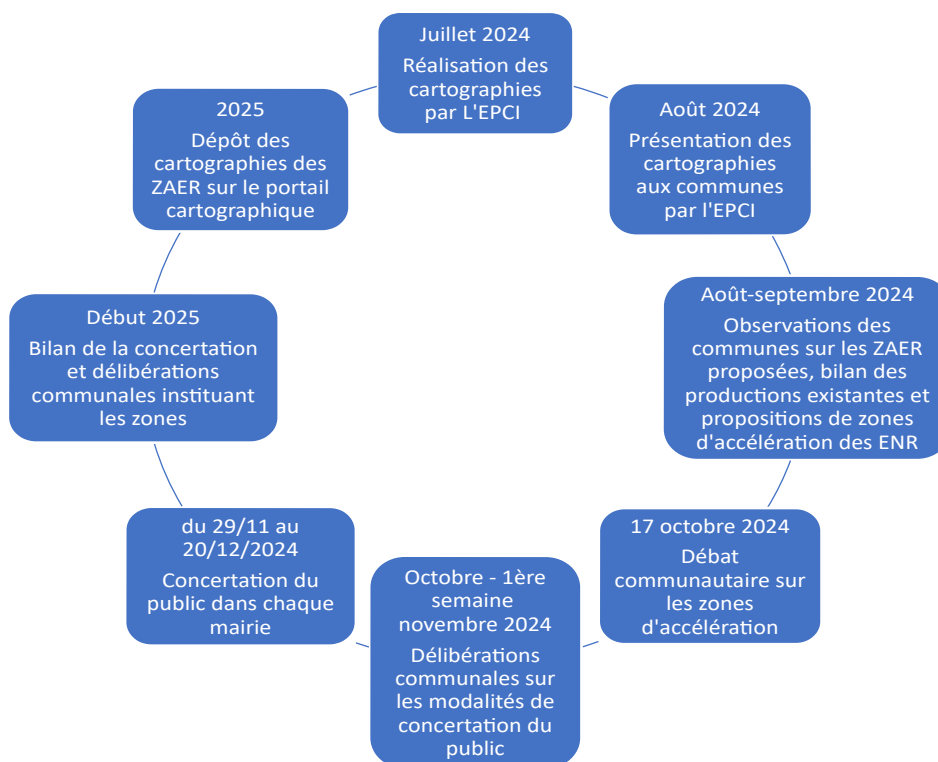 Juillet 2024
Réalisation des
cartographies
par L'EPCI
Août 2024
Présentation des
cartographies
aux communes
par l'EPCI
Août-septembre 2024
Observations des
communes sur les ZAER
proposées, bilan des
productions existantes et
propositions de zones
d'accélération des ENR
17 octobre 2024
Débat
communautaire sur
les zones
d'accélération
Octobre - 1ère
semaine
novembre 2024
Délibérations
communales sur
les modalités de
concertation du
public
du 29/11 au
20/12/2024
Concertation du
public dans chaque
mairie
Début 2025
Bilan de la concertation
et délibérations
communales instituant
les zones
2025
Dépôt des
cartographies des
ZAER sur le portail
cartographique